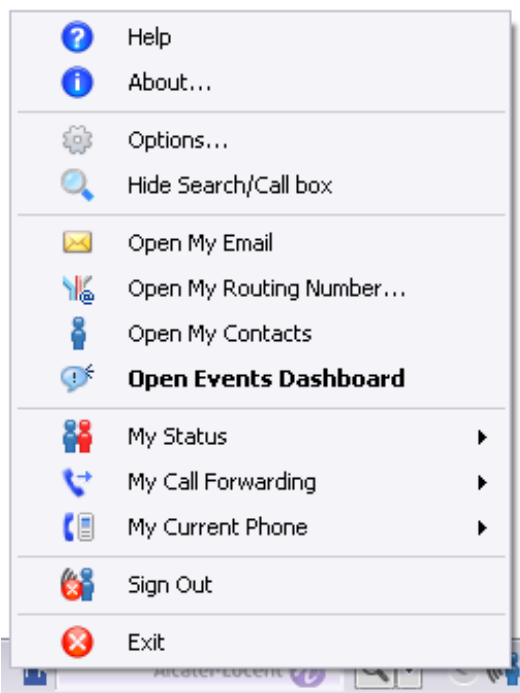 Help
About...
Options...
Hide Search/Call box
Open My Email
Open My Routing Number...
Open My Contacts
Open Events Dashboard
My Status
My Call Forwarding
My Current Phone
Sign Out
Exit
Alcatel-Lucent